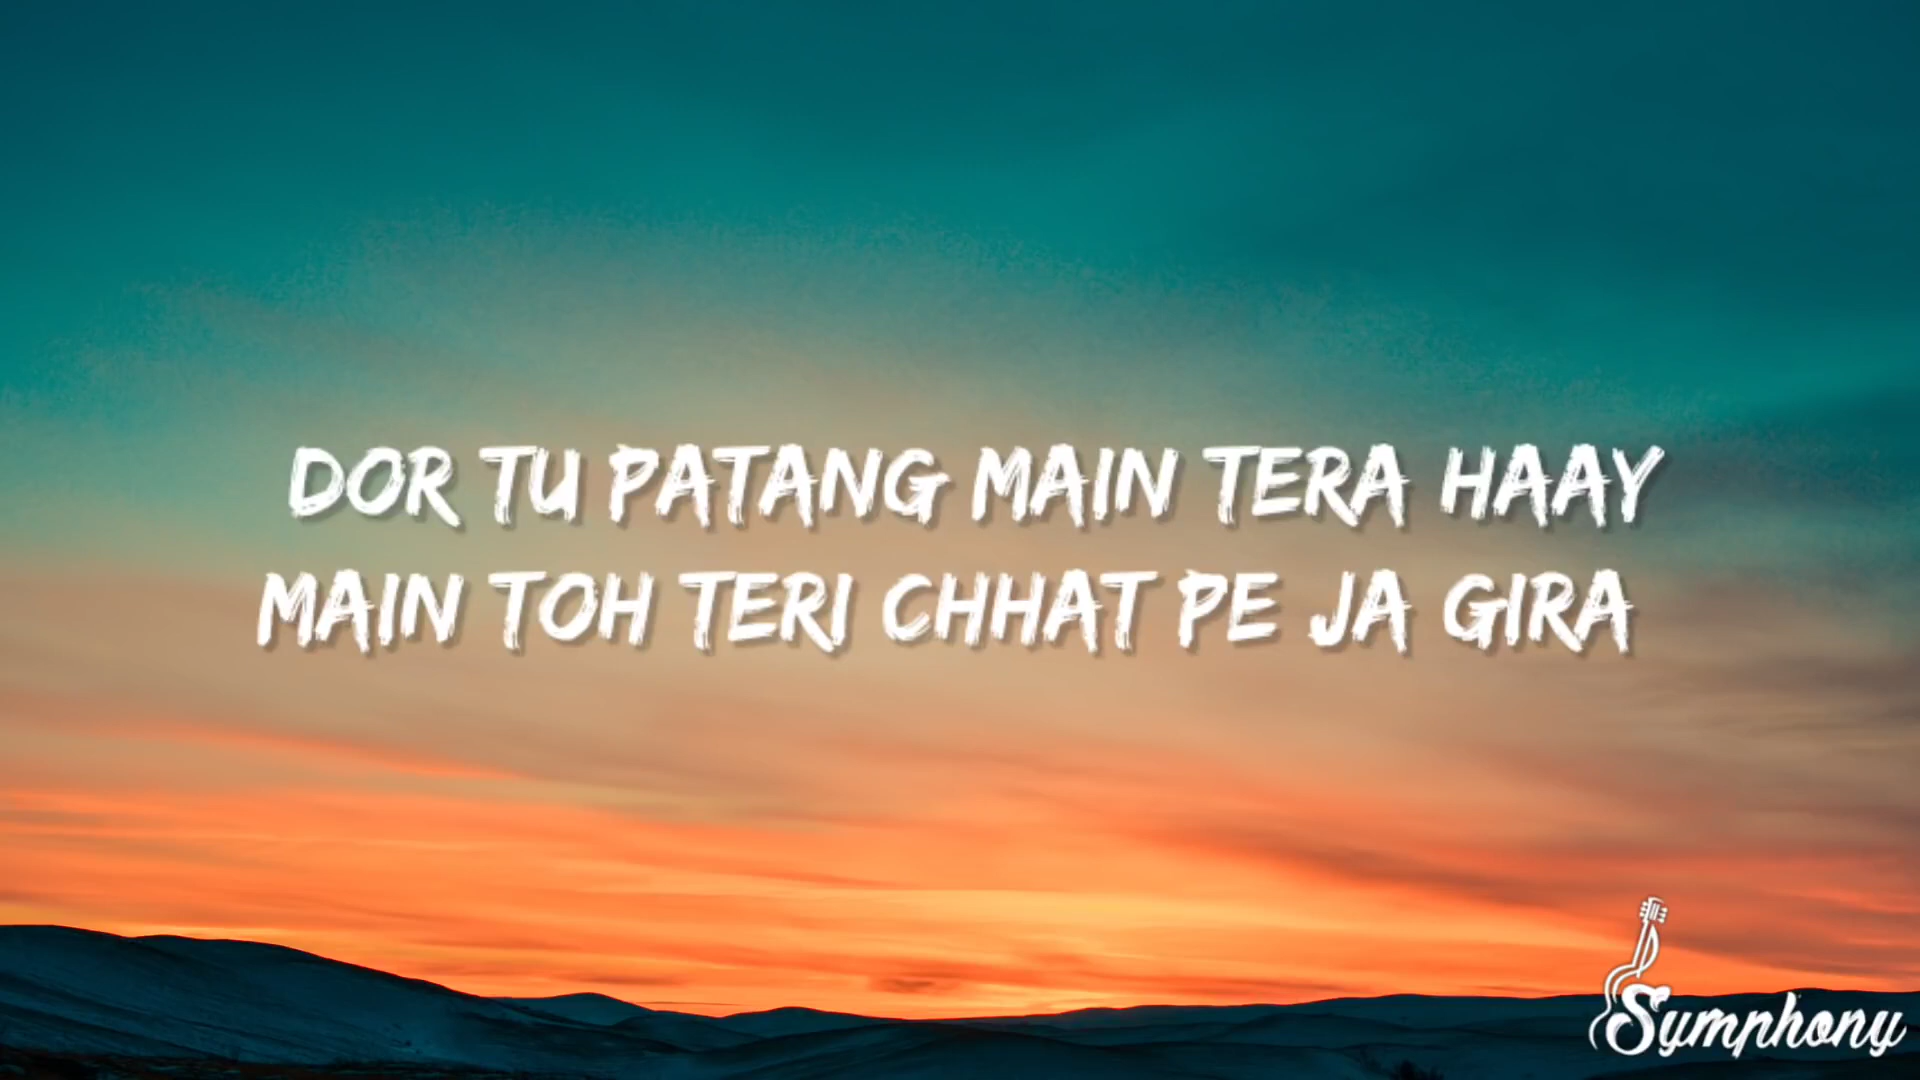 DOR TU PATANG MAIN TERA HAAY
MAIN TOH TERI CHHAT PE JA GIRA
Symphony